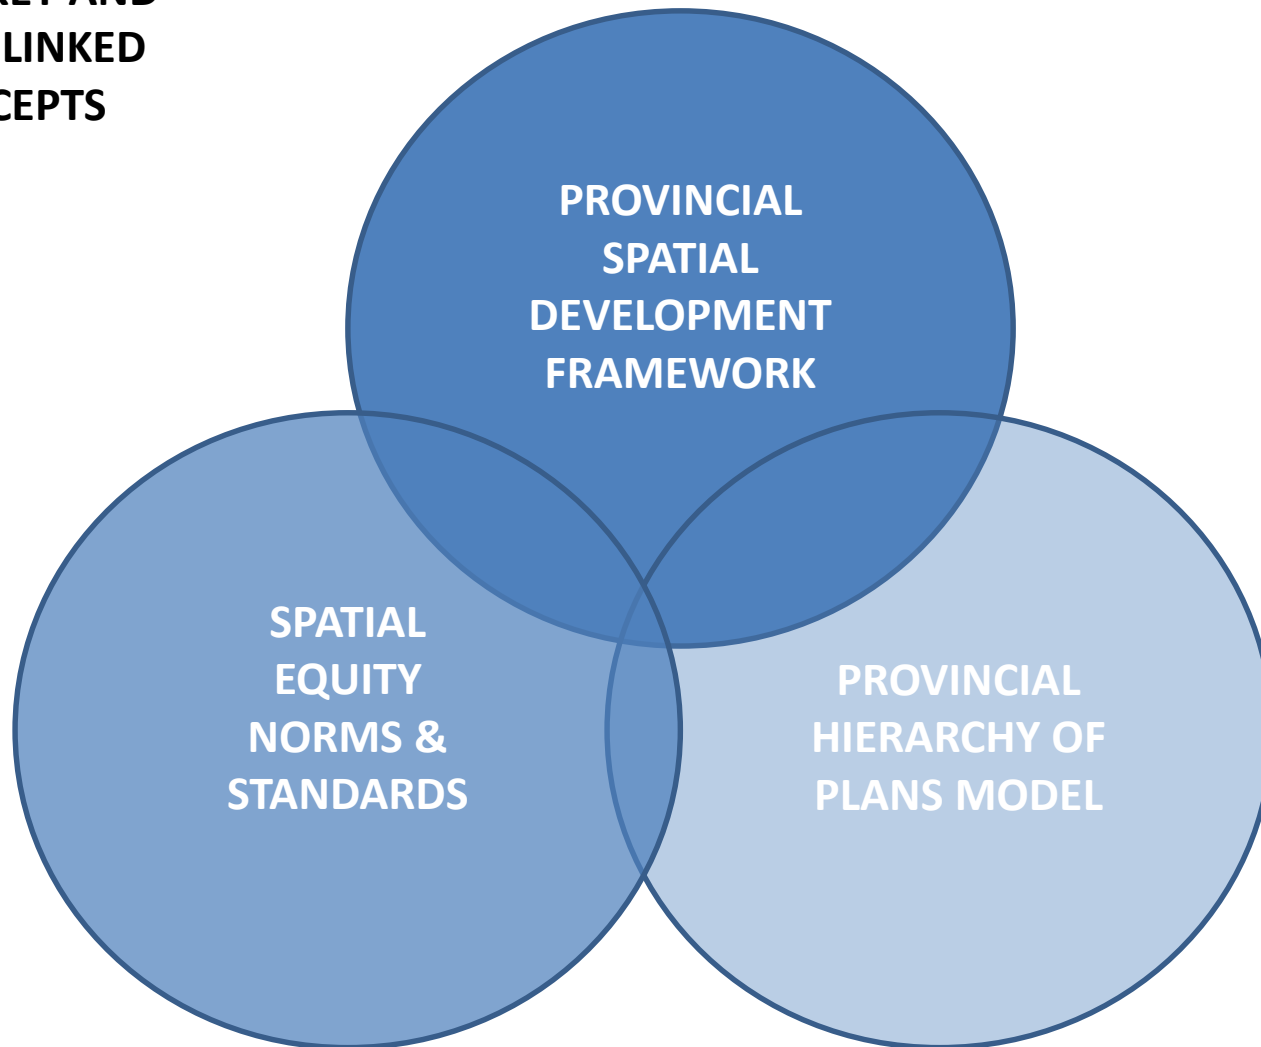 LINKED
PROVINCIAL
SPATIAL
DEVELOPMENT
FRAMEWORK
SPATIAL
EQUITY
NORMS &
STANDARDS
PROVINCIAL
HIERARCHY OF
PLANS MODEL